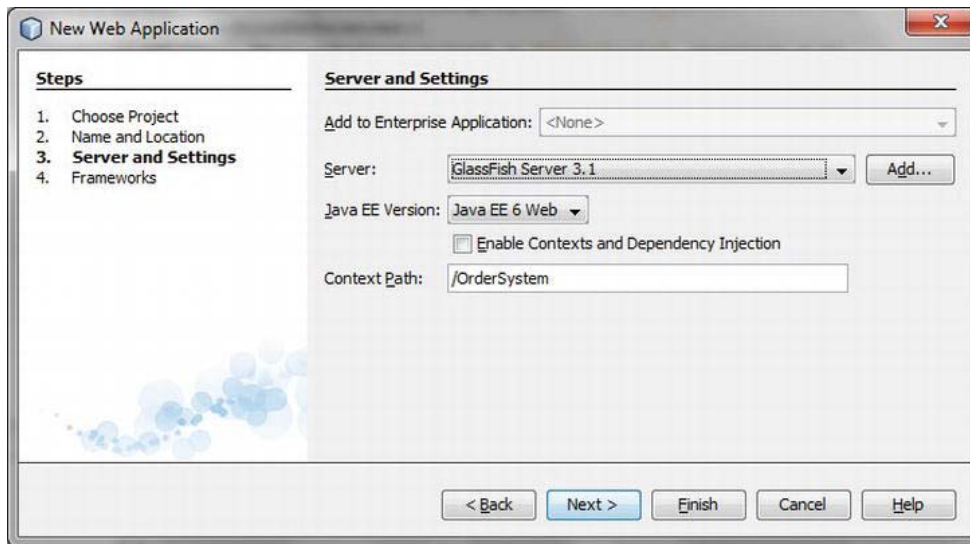 New Web Application
Steps
1. Choose Project
2. Name and Location
3. Server and Settings
4. Frameworks
Server and Settings
Add to Enterprise Application: <None>
Server: GlassFish Server 3.1 Add...
Java EE Version: Java EE 6 Web
Enable Contexts and Dependency Injection
Context Path: /OrderSystem
< Back Next > Finish Cancel Help